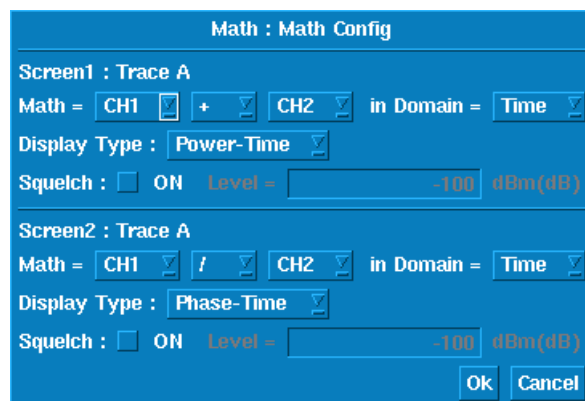 Math : Math Config
Screen1 : Trace A
Math = CH1 + CH2 in Domain = Time
Display Type : Power-Time
Squelch : ON Level = -100 dBm(dB)
Screen2 : Trace A
Math = CH1 / CH2 in Domain = Time
Display Type : Phase-Time
Squelch : ON Level = -100 dBm(dB)
Ok Cancel